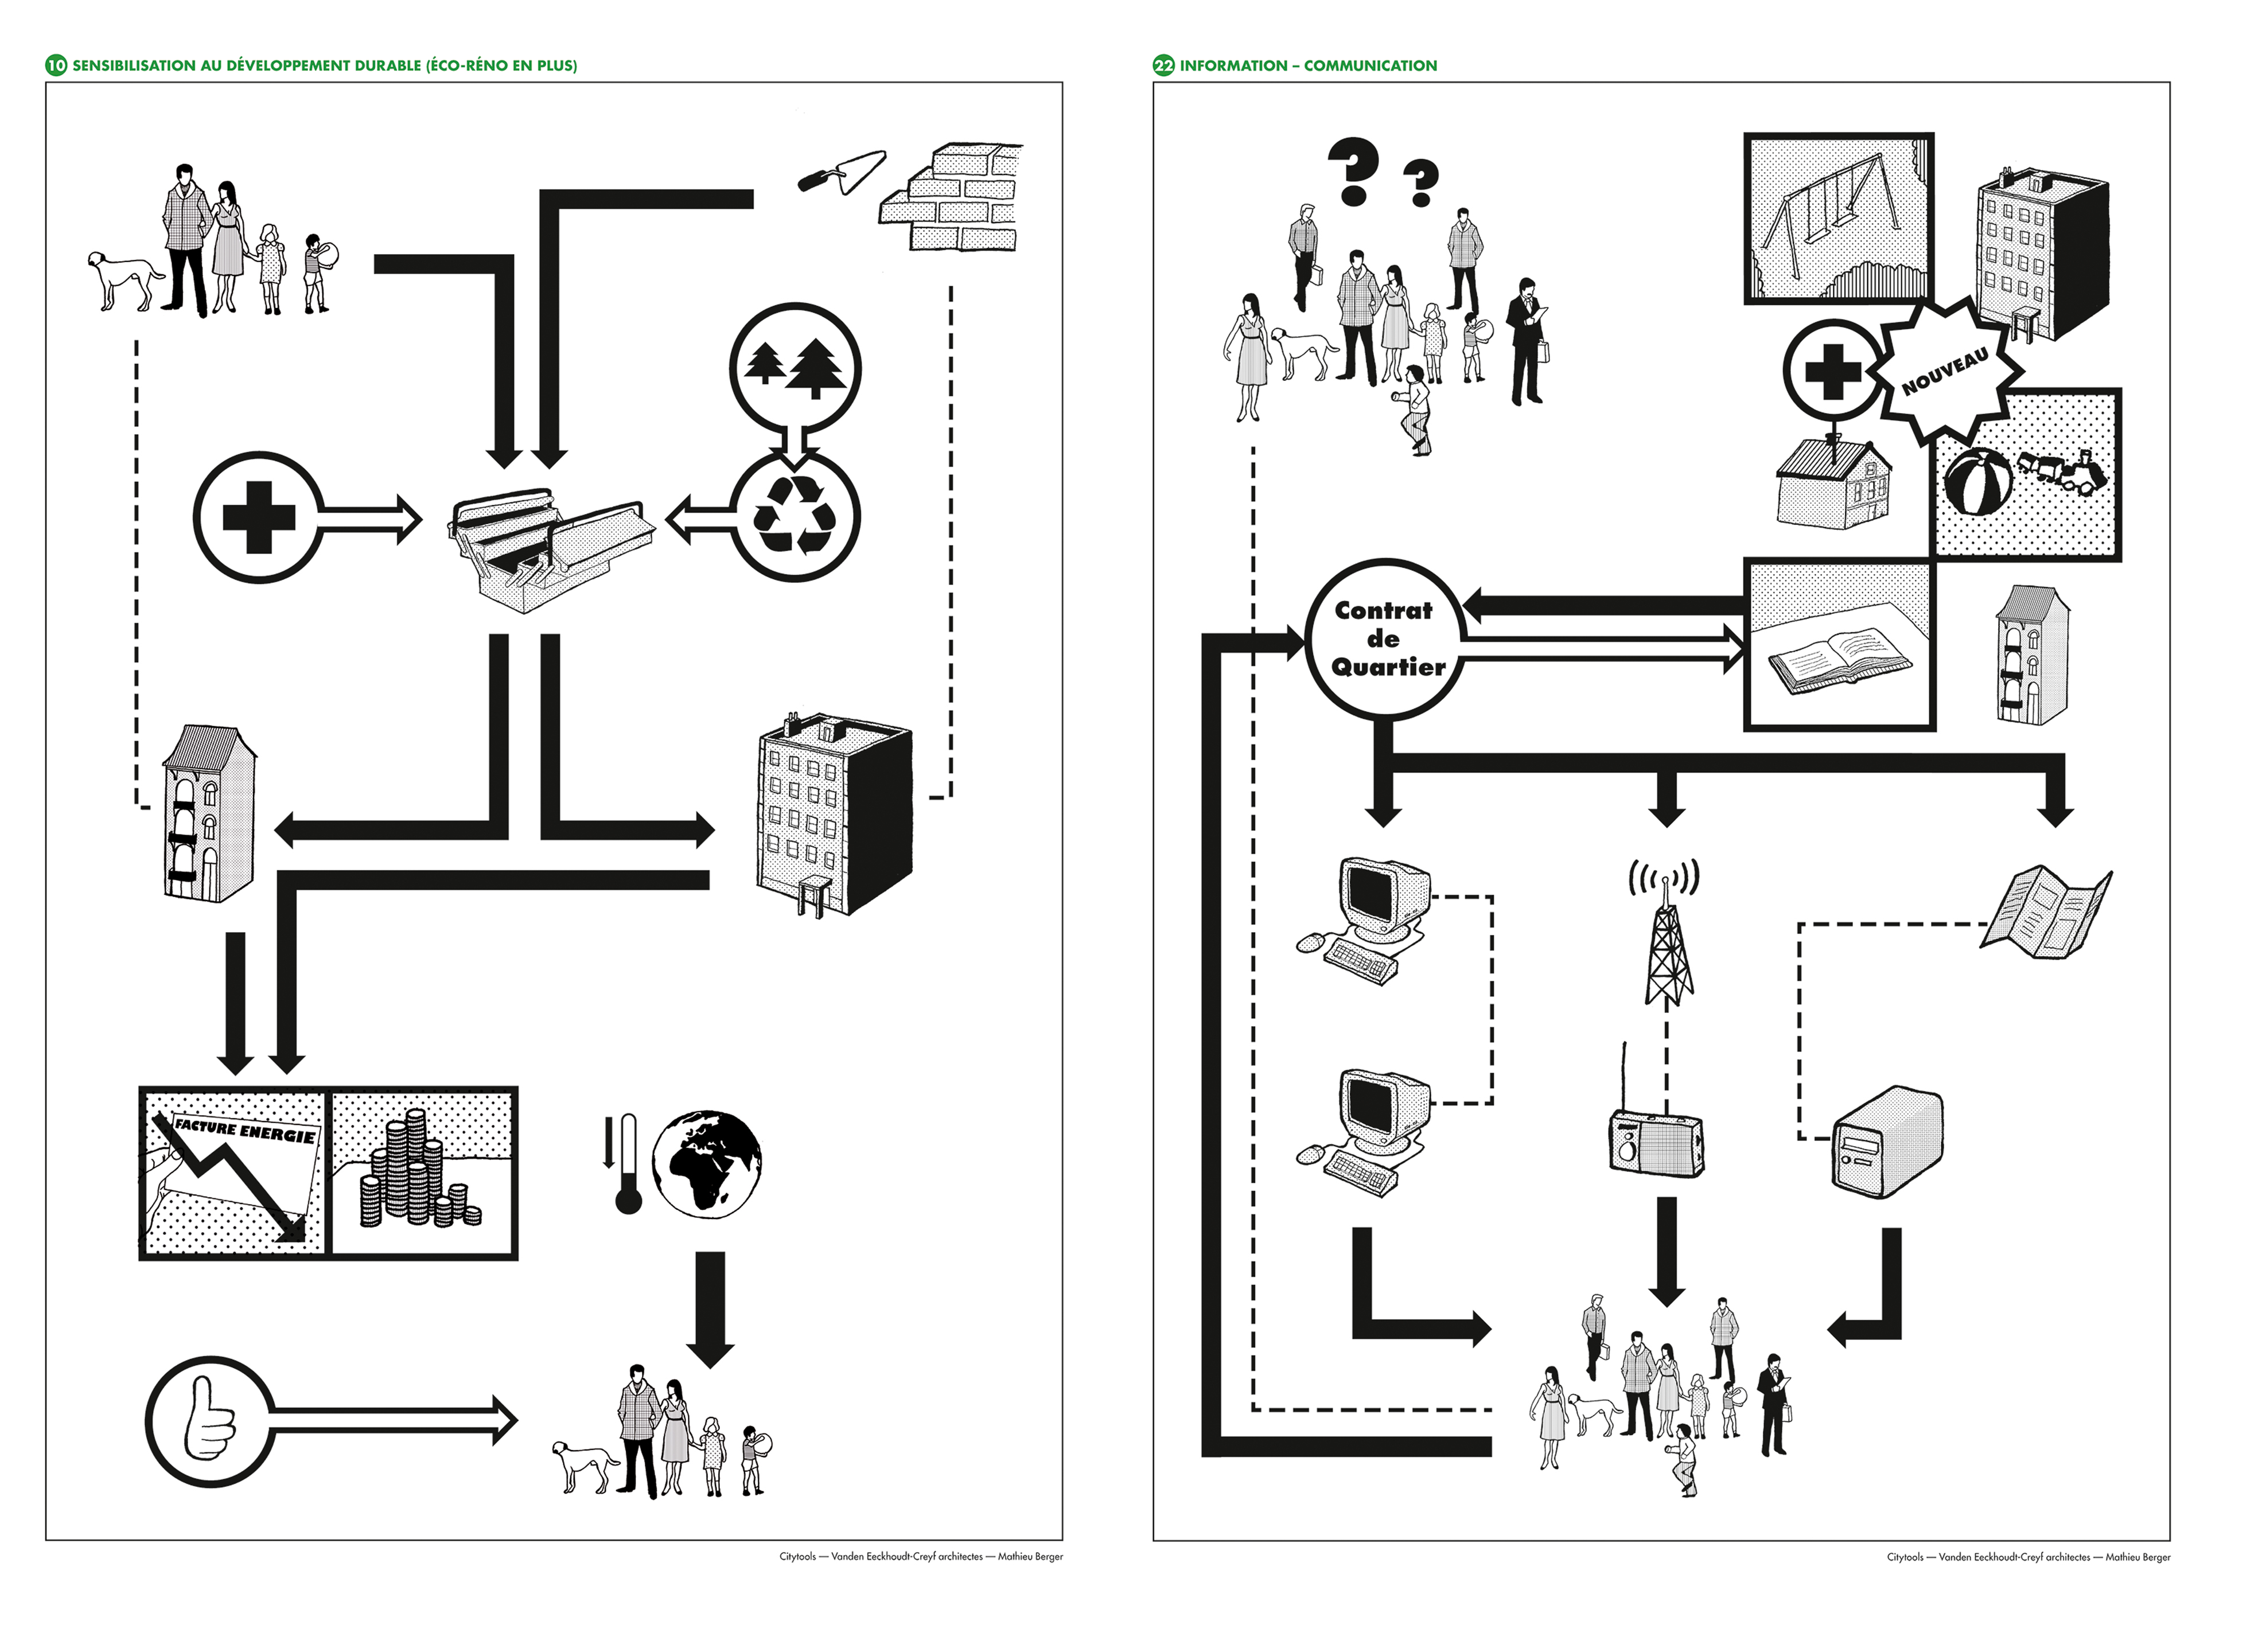 10 SENSIBILISATION AU DÉVELOPPEMENT DURABLE (ÉCO-RÉNO EN PLUS)
FACTURE ENERGIE
Citytools — Vanden Eeckhoudt-Creyf architectes — Mathieu Berger
22 INFORMATION – COMMUNICATION
? ?
NOUVEAU
Contrat
de
Quartier
Citytools — Vanden Eeckhoudt-Creyf architectes — Mathieu Berger